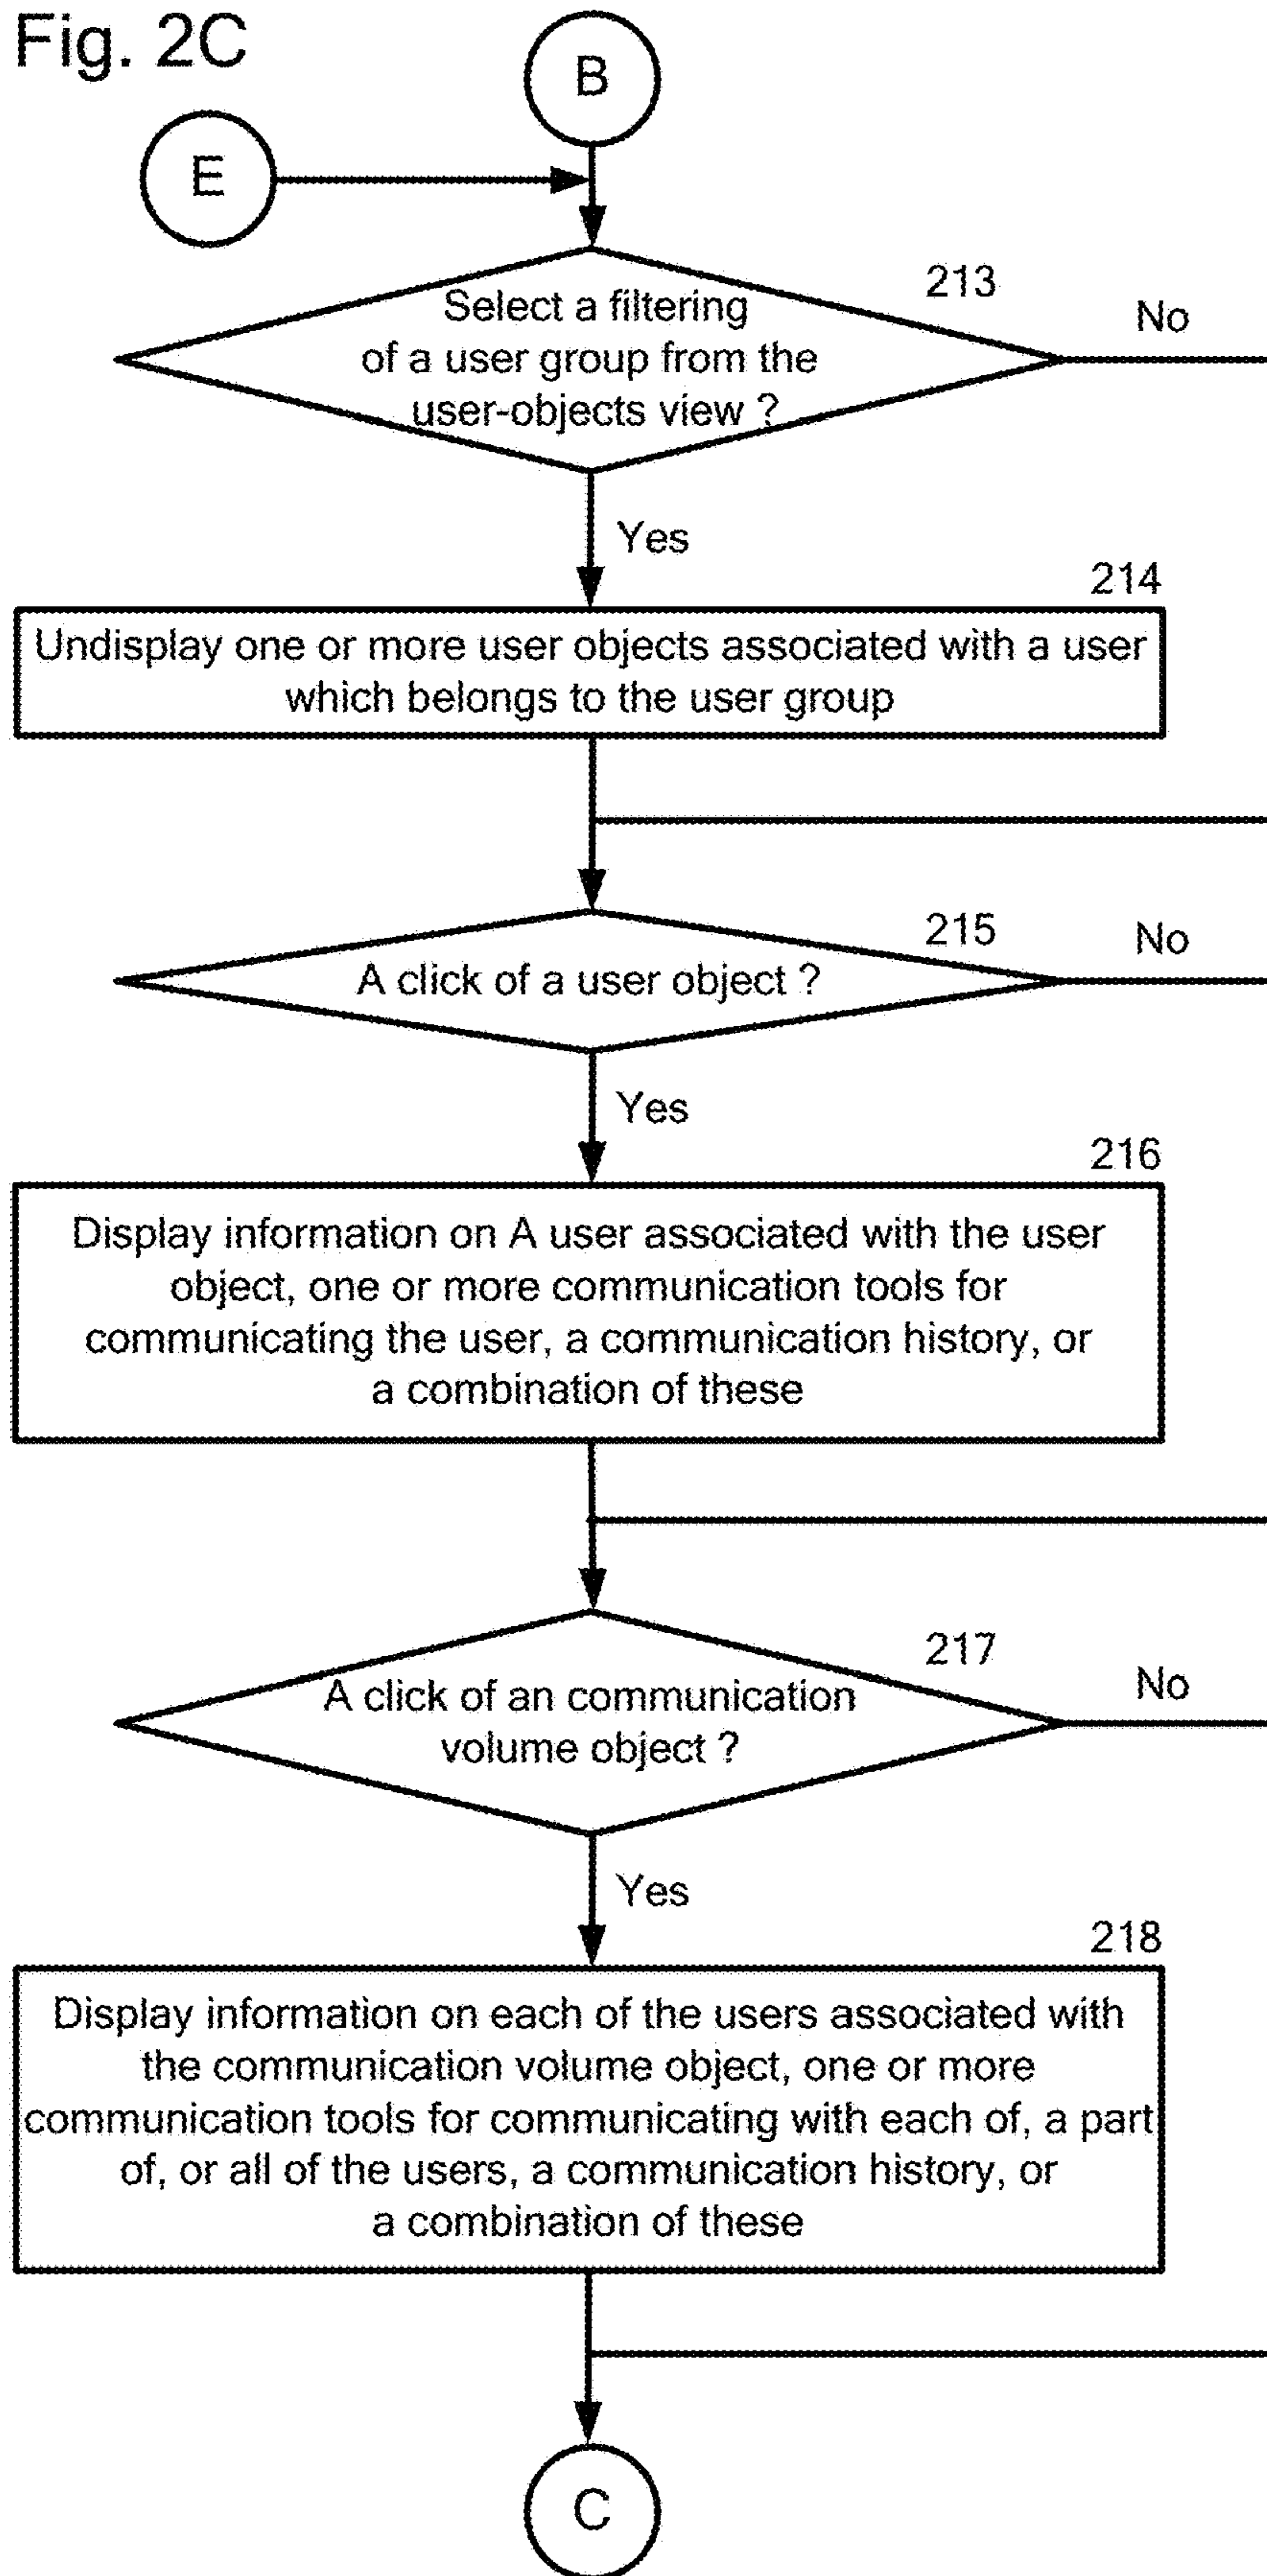 Fig. 2C
B
E
213
No
Select a filtering
of a user group from the
user-objects view ?
Yes
214
Undisplay one or more user objects associated with a user
which belongs to the user group
215
No
A click of a user object ?
Yes
216
Display information on A user associated with the user
object, one or more communication tools for
communicating the user, a communication history, or
a combination of these
217
No
A click of an communication
volume object ?
Yes
218
Display information on each of the users associated with
the communication volume object, one or more
communication tools for communicating with each of, a part
of, or all of the users, a communication history, or
a combination of these
C